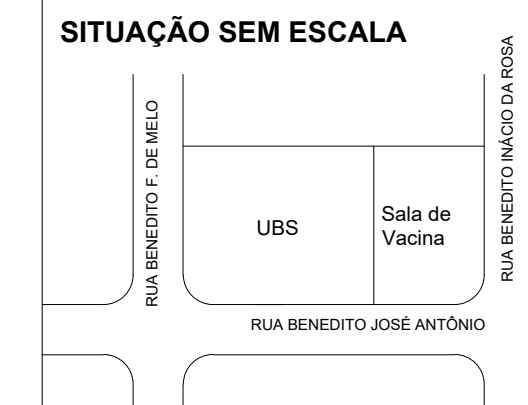 SITUAÇÃO SEM ESCALA
RUA BENEDITO F. DE MELO
UBS
Sala de
Vacina
RUA BENEDITO INÁCIO DA ROSA
RUA BENEDITO JOSÉ ANTÔNIO